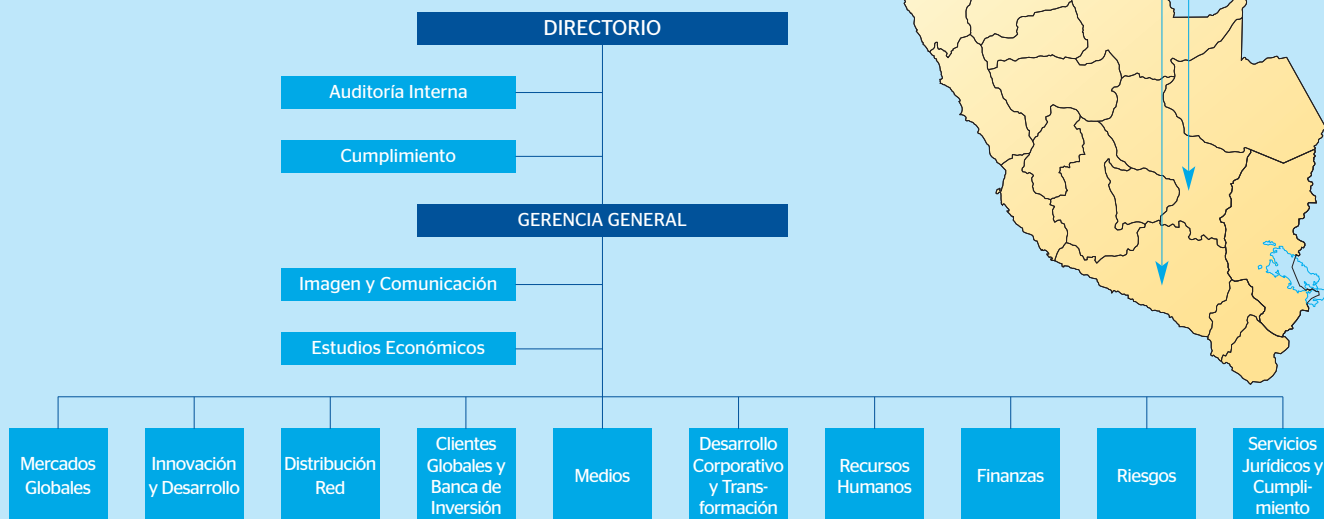 DIRECTORIO
Auditoría Interna
Cumplimiento
GERENCIA GENERAL
Imagen y Comunicación
Estudios Económicos
Mercados
Globales
Innovación
y Desarrollo
Distribución
Red
Clientes
Globales y
Banca de
Inversión
Medios
Desarrollo
Corporativo
y Trans-
formación
Recursos
Humanos
Finanzas
Riesgos
Servicios
Jurídicos y
Cumpli-
miento